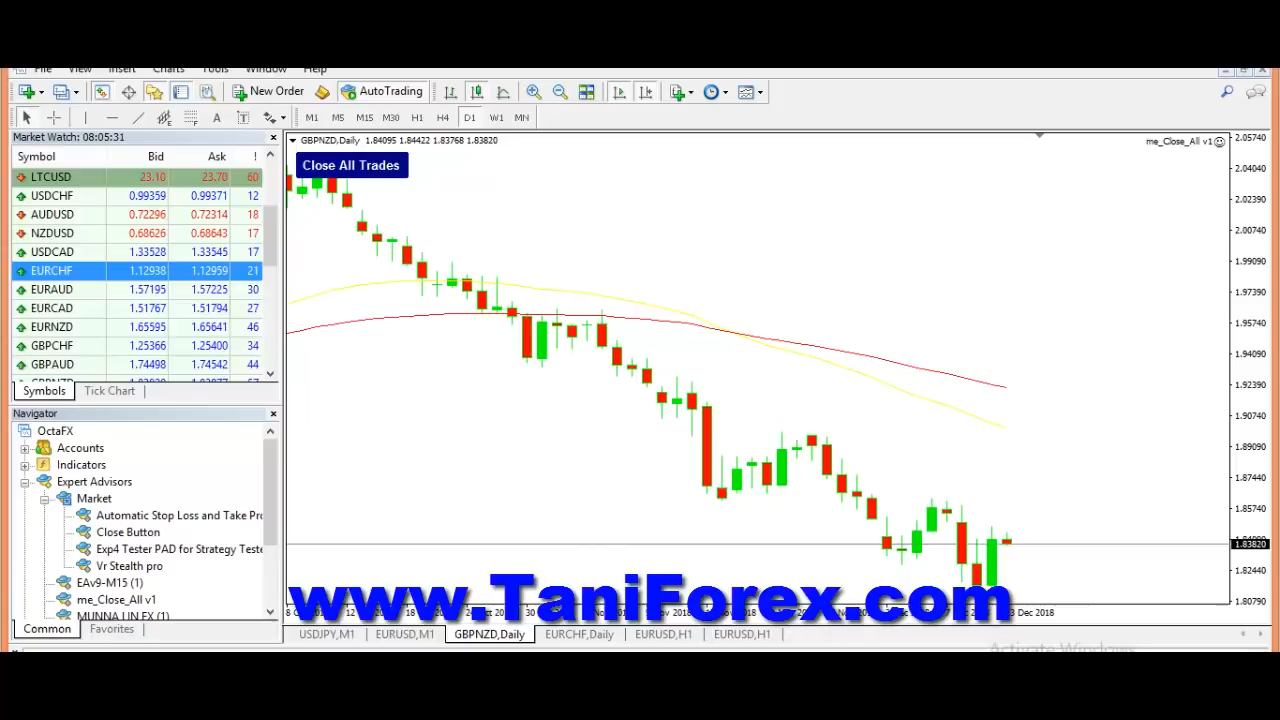 File View Insert Charts Tools Window Help
New Order AutoTrading
M1 M5 M15 M30 H1 H4 D1 W1 MN
Market Watch: 08:05:31
Symbol Bid Ask !
LTCUSD 23.10 23.70 60
USDCHF 0.99359 0.99371 12
AUDUSD 0.72296 0.72314 18
NZDUSD 0.68626 0.68643 17
USDCAD 1.33528 1.33545 17
EURCHF 1.12938 1.12959 21
EURAUD 1.57195 1.57225 30
EURCAD 1.51767 1.51794 27
EURNZD 1.65595 1.65641 46
GBPCHF 1.25366 1.25400 34
GBPAUD 1.74498 1.74542 44
Symbols Tick Chart
Navigator
OctaFX
Accounts
Indicators
Expert Advisors
Market
Automatic Stop Loss and Take Pro
Close Button
Exp4 Tester PAD for Strategy Teste
Vr Stealth pro
EAv9-M15 (1)
me_Close_All v1
MUNNA LIN FX (1)
Common Favorites
GBPNZD,Daily 1.84095 1.84422 1.83768 1.83820
me_Close_All v1
Close All Trades
2.05740
2.04040
2.02390
2.00740
1.99090
1.97390
1.95740
1.94090
1.92390
1.90740
1.89090
1.87440
1.85740
1.83820
1.82440
1.80790
www.TaniForex.com
Dec 2018
USDJPY,M1 EURUSD,M1 GBPNZD,Daily EURCHF,Daily EURUSD,H1 EURUSD,H1